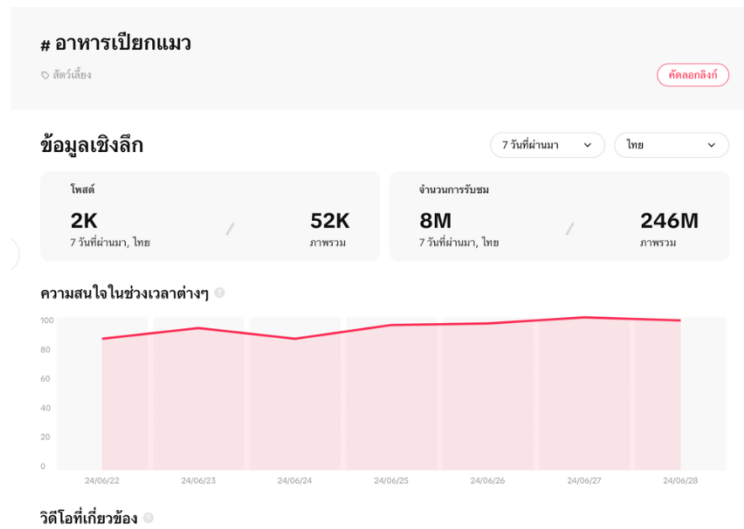 # อาหารเปียกแมว
สัตว์เลี้ยง
คัดลอกลิงก์
ข้อมูลเชิงลึก
7 วันที่ผ่านมา
ไทย
โพสต์
2K / 52K
7 วันที่ผ่านมา, ไทย ภาพรวม
จำนวนการรับชม
8M / 246M
7 วันที่ผ่านมา, ไทย ภาพรวม
ความสนใจในช่วงเวลาต่างๆ ?
100
80
60
40
20
0
24/06/22 24/06/23 24/06/24 24/06/25 24/06/26 24/06/27 24/06/28
วิดีโอที่เกี่ยวข้อง ?